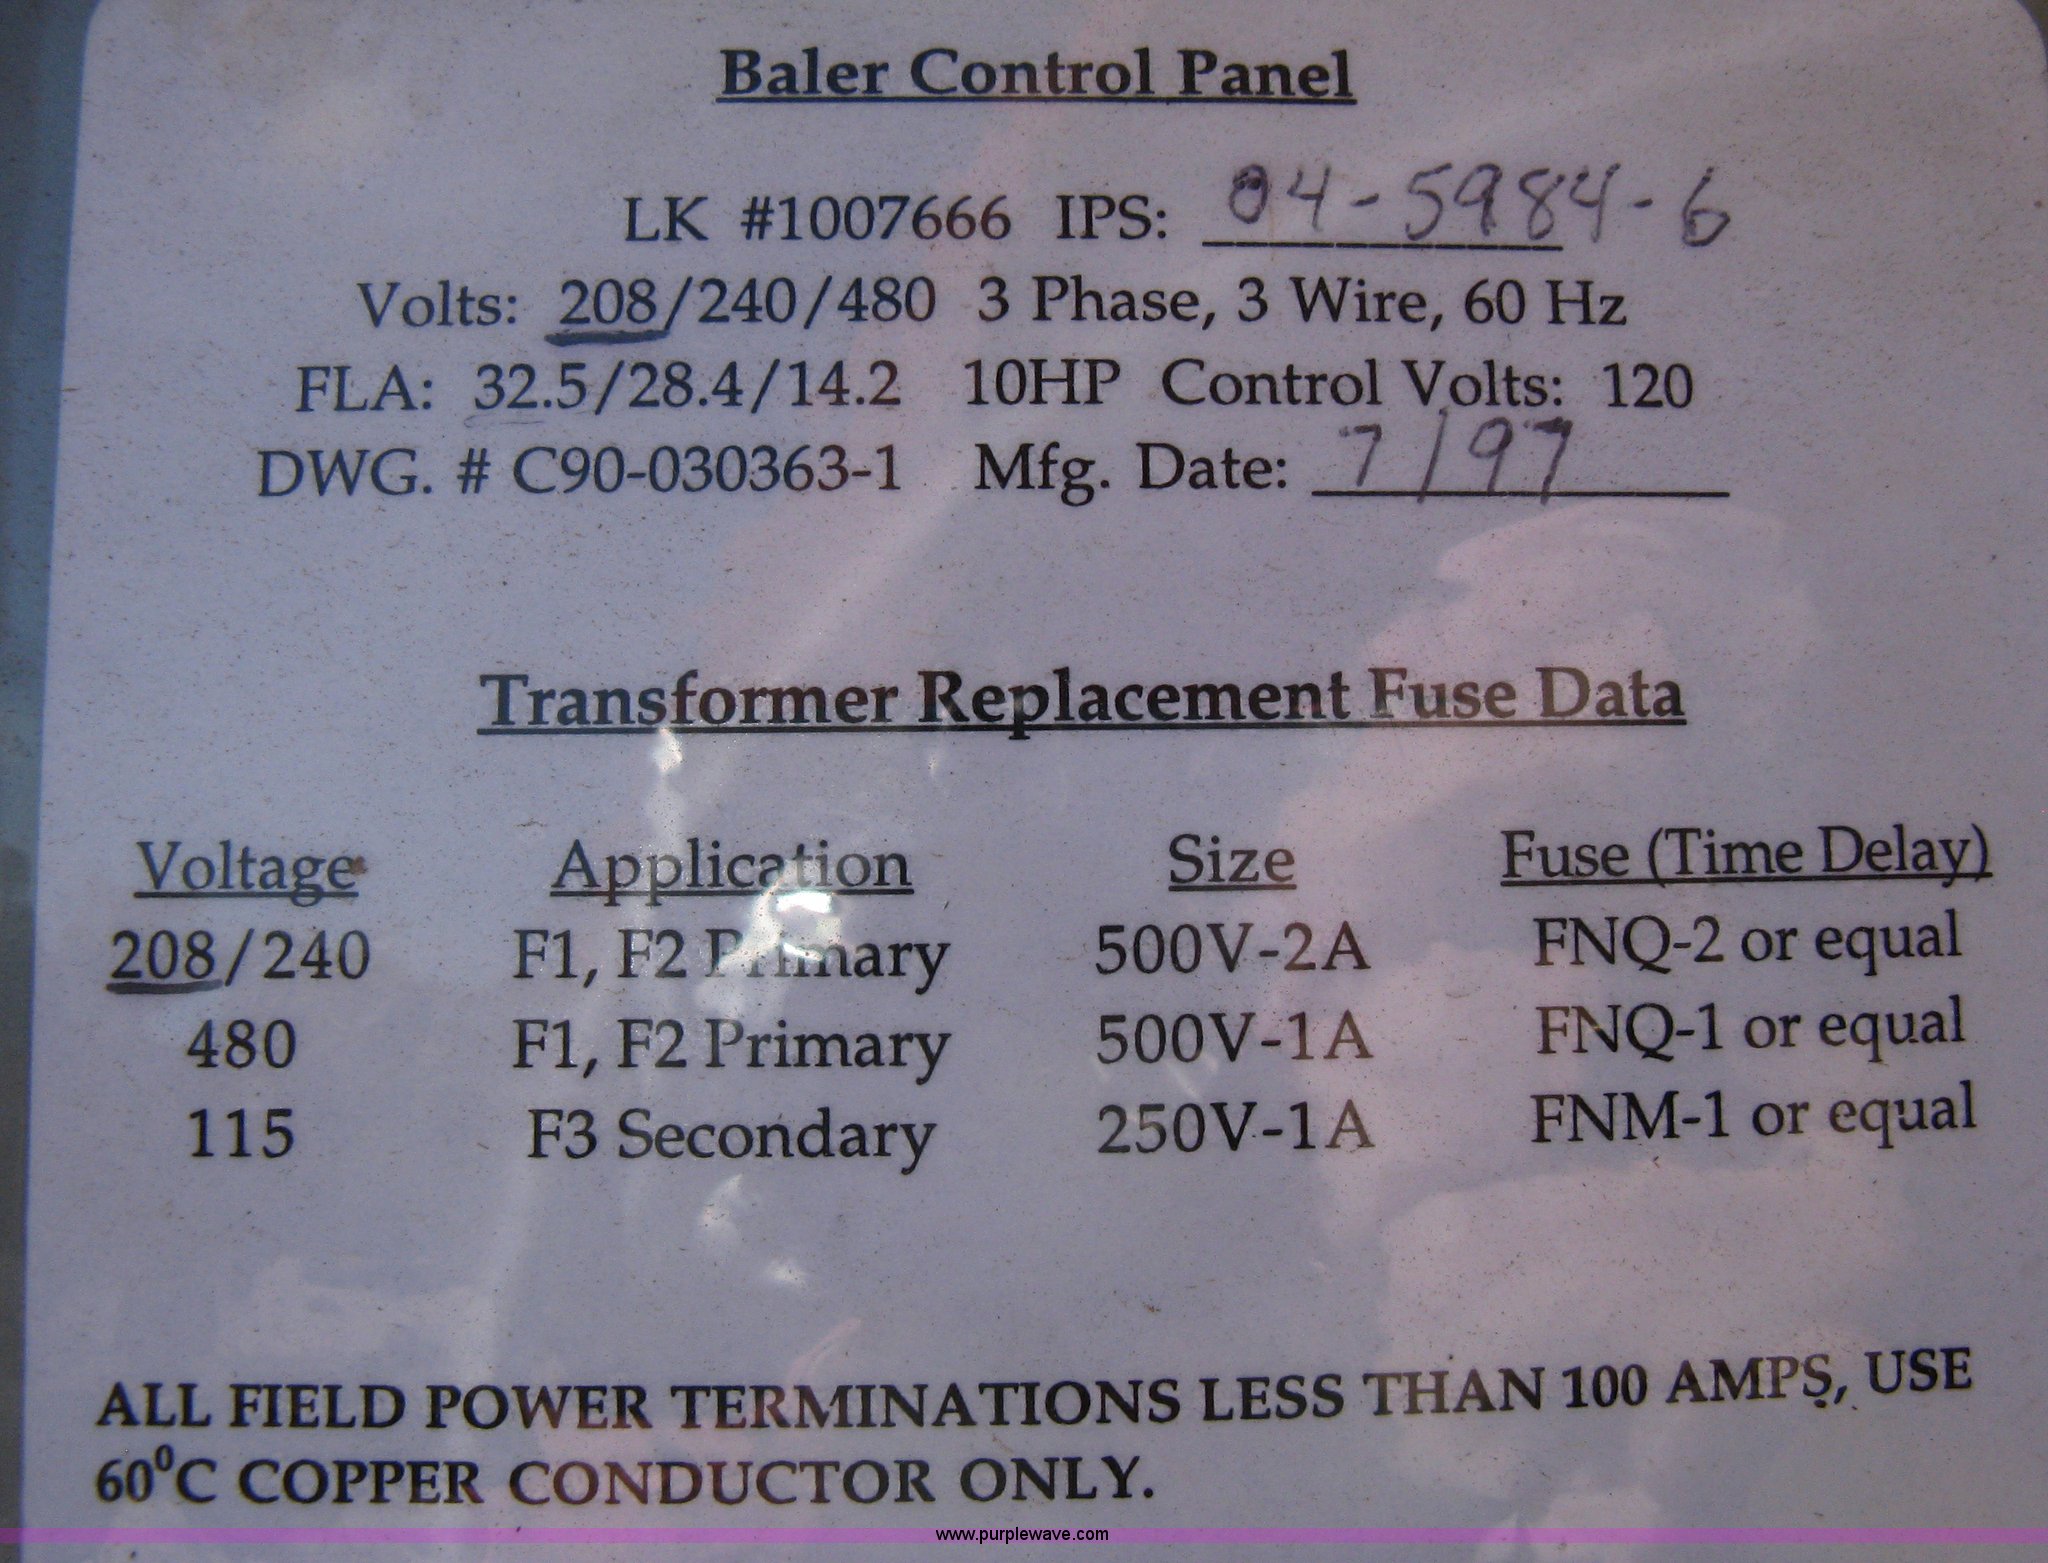 Baler Control Panel
LK #1007666 IPS: 04-5984-6
Volts: 208/240/480 3 Phase, 3 Wire, 60 Hz
FLA: 32.5/28.4/14.2 10HP Control Volts: 120
DWG. # C90-030363-1 Mfg. Date: 7/97
Transformer Replacement Fuse Data
Voltage Application Size Fuse (Time Delay)
208/240 F1, F2 Primary 500V-2A FNQ-2 or equal
480 F1, F2 Primary 500V-1A FNQ-1 or equal
115 F3 Secondary 250V-1A FNM-1 or equal
ALL FIELD POWER TERMINATIONS LESS THAN 100 AMPS, USE
60⁰C COPPER CONDUCTOR ONLY.
www.purplewave.com